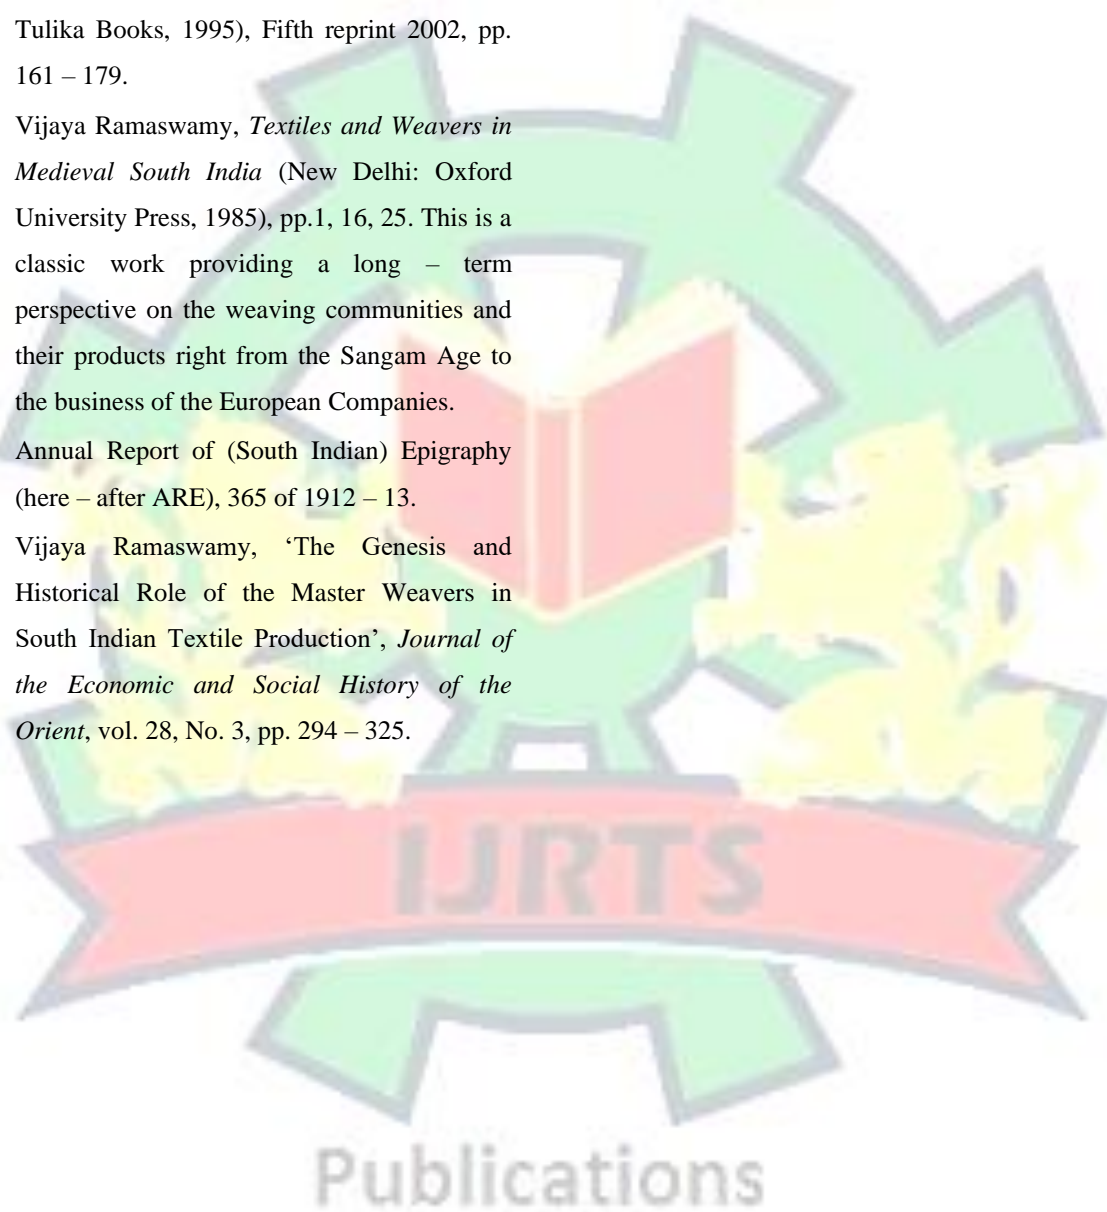 Tulika Books, 1995), Fifth reprint 2002, pp.
161 – 179.
Vijaya Ramaswamy, Textiles and Weavers in
Medieval South India (New Delhi: Oxford
University Press, 1985), pp.1, 16, 25. This is a
classic work providing a long – term
perspective on the weaving communities and
their products right from the Sangam Age to
the business of the European Companies.
Annual Report of (South Indian) Epigraphy
(here – after ARE), 365 of 1912 – 13.
Vijaya Ramaswamy, ‘The Genesis and
Historical Role of the Master Weavers in
South Indian Textile Production’, Journal of
the Economic and Social History of the
Orient, vol. 28, No. 3, pp. 294 – 325.
IJRTS
Publications